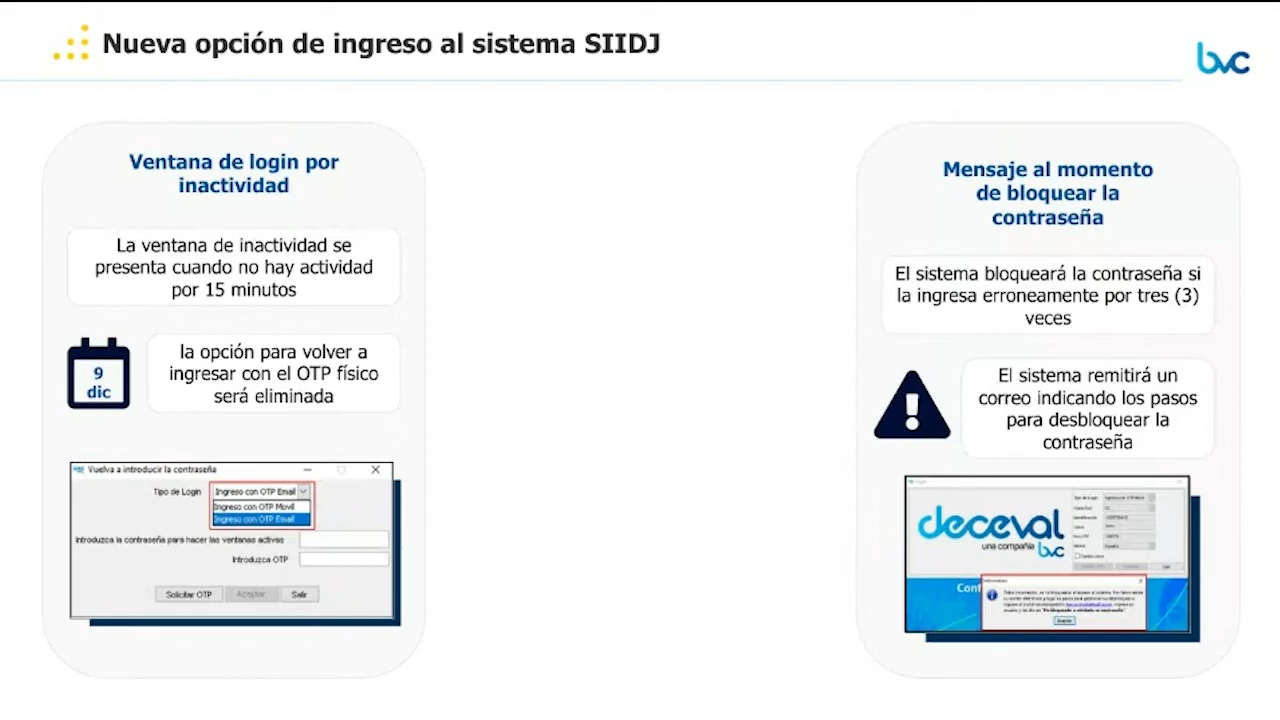 Nueva opción de ingreso al sistema SIIDJ
bvc
Ventana de login por
inactividad
La ventana de inactividad se
presenta cuando no hay actividad
por 15 minutos
9
dic
la opción para volver a
ingresar con el OTP físico
será eliminada
Vuelva a introducir la contraseña
Tipo de Login
Ingreso con OTP Email
Ingreso con OTP Movil
Ingreso con OTP Email
Introduzca la contraseña para hacer las ventanas activas
Introduzca OTP
Solicitar OTP
Aceptar
Salir
Mensaje al momento
de bloquear la
contraseña
El sistema bloqueará la contraseña si
la ingresa erroneamente por tres (3)
veces
El sistema remitirá un
correo indicando los pasos
para desbloquear la
contraseña
deceval
una compañía bvc
Tipo de Login
Conf